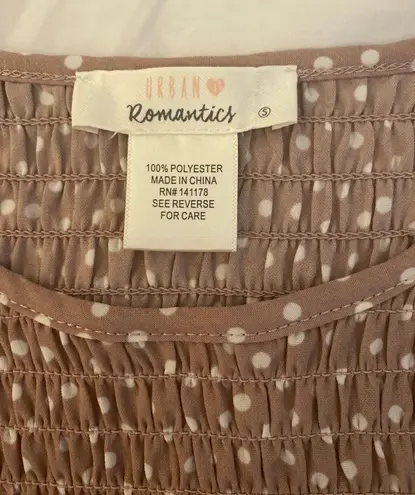 URBAN
Romantics S
100% POLYESTER
MADE IN CHINA
RN# 141178
SEE REVERSE
FOR CARE